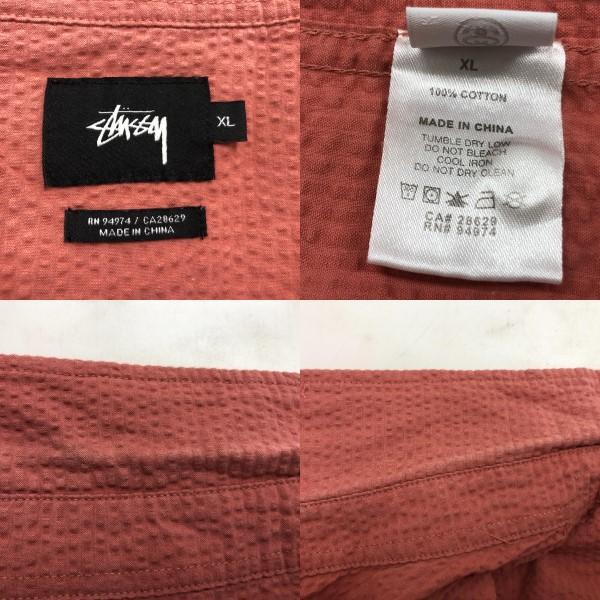 Stüssy
XL
RN 94974 / CA28629
MADE IN CHINA
XL
100% COTTON
MADE IN CHINA
TUMBLE DRY LOW
DO NOT BLEACH
COOL IRON
DO NOT DRY CLEAN
CA# 28629
RN# 94974